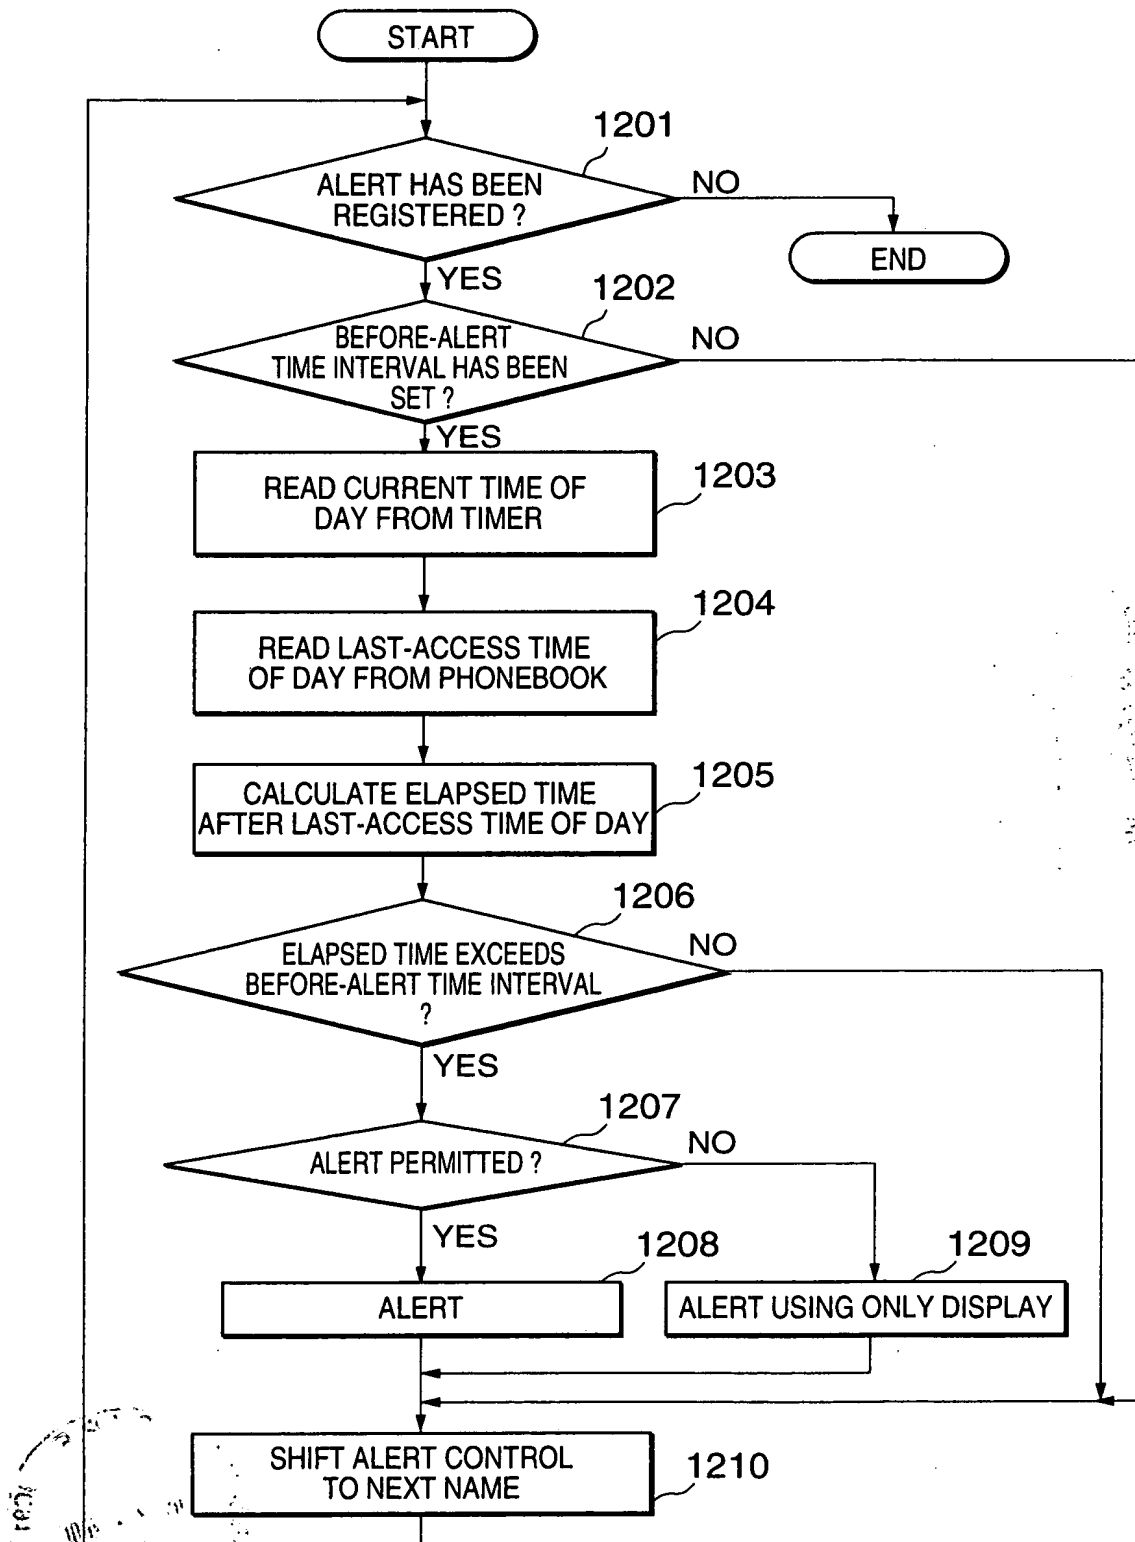 START
1201
ALERT HAS BEEN
REGISTERED ?
NO
END
YES
1202
BEFORE-ALERT
TIME INTERVAL HAS BEEN
SET ?
NO
YES
1203
READ CURRENT TIME OF
DAY FROM TIMER
1204
READ LAST-ACCESS TIME
OF DAY FROM PHONEBOOK
1205
CALCULATE ELAPSED TIME
AFTER LAST-ACCESS TIME OF DAY
1206
ELAPSED TIME EXCEEDS
BEFORE-ALERT TIME INTERVAL
?
NO
YES
1207
ALERT PERMITTED ?
NO
YES
1208
ALERT
1209
ALERT USING ONLY DISPLAY
SHIFT ALERT CONTROL
TO NEXT NAME
1210